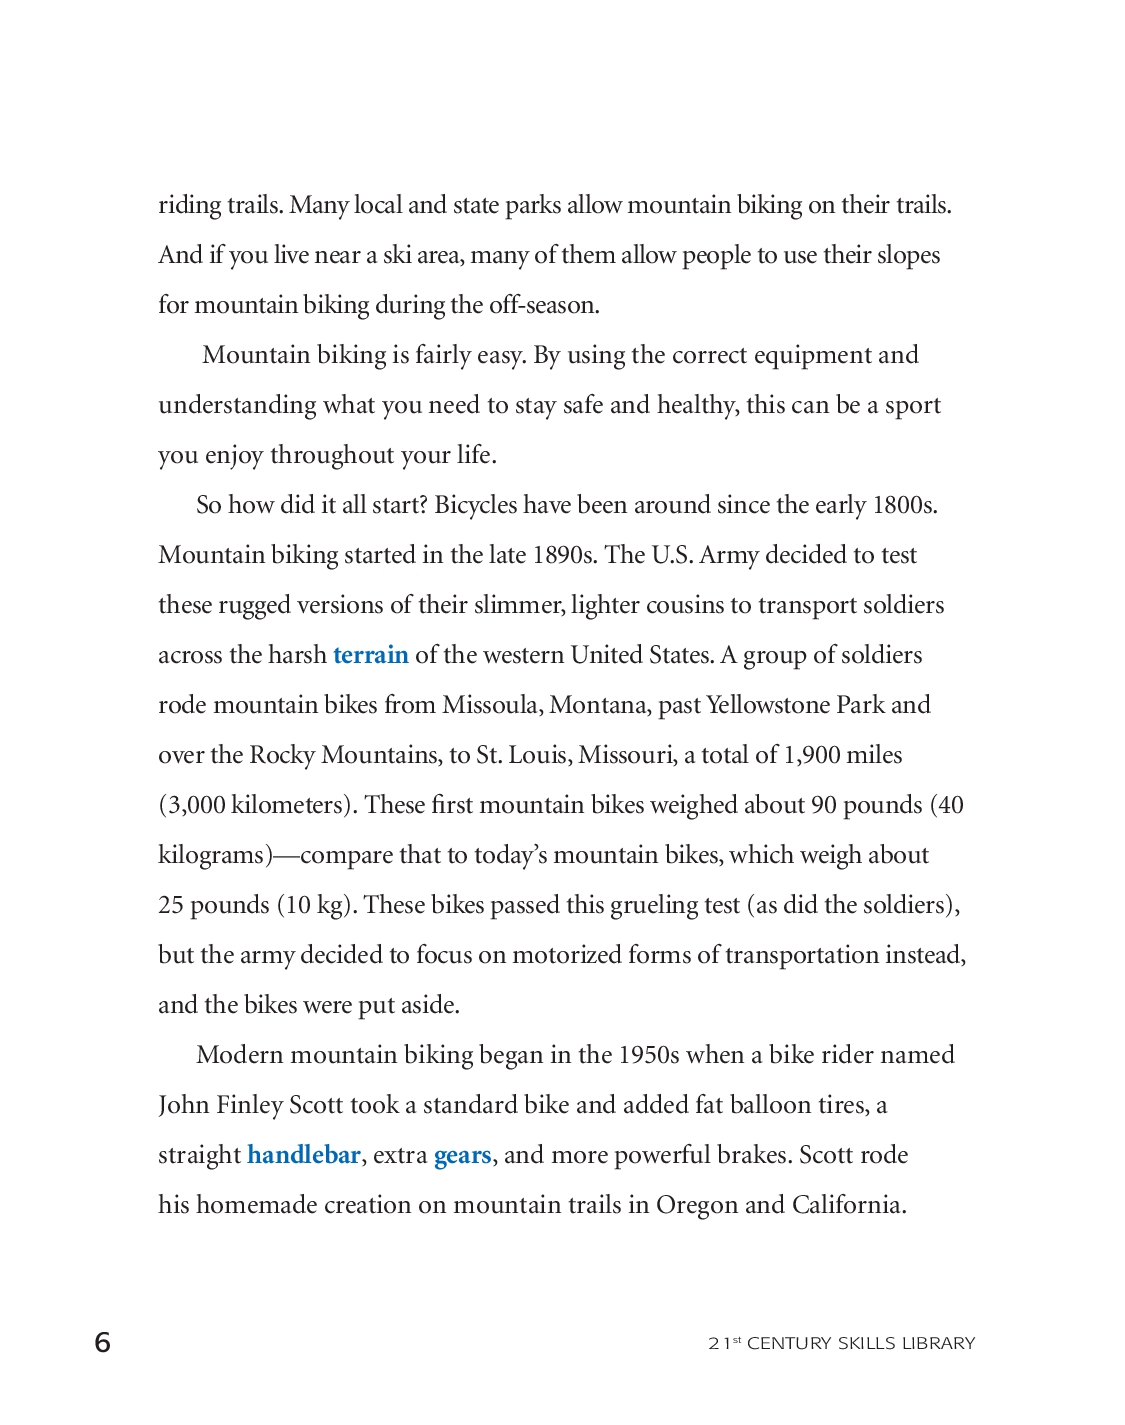 riding trails. Many local and state parks allow mountain biking on their trails.
And if you live near a ski area, many of them allow people to use their slopes
for mountain biking during the off-season.
Mountain biking is fairly easy. By using the correct equipment and
understanding what you need to stay safe and healthy, this can be a sport
you enjoy throughout your life.
So how did it all start? Bicycles have been around since the early 1800s.
Mountain biking started in the late 1890s. The U.S. Army decided to test
these rugged versions of their slimmer, lighter cousins to transport soldiers
across the harsh terrain of the western United States. A group of soldiers
rode mountain bikes from Missoula, Montana, past Yellowstone Park and
over the Rocky Mountains, to St. Louis, Missouri, a total of 1,900 miles
(3,000 kilometers). These first mountain bikes weighed about 90 pounds (40
kilograms)—compare that to today’s mountain bikes, which weigh about
25 pounds (10 kg). These bikes passed this grueling test (as did the soldiers),
but the army decided to focus on motorized forms of transportation instead,
and the bikes were put aside.
Modern mountain biking began in the 1950s when a bike rider named
John Finley Scott took a standard bike and added fat balloon tires, a
straight handlebar, extra gears, and more powerful brakes. Scott rode
his homemade creation on mountain trails in Oregon and California.
6
21st CENTURY SKILLS LIBRARY